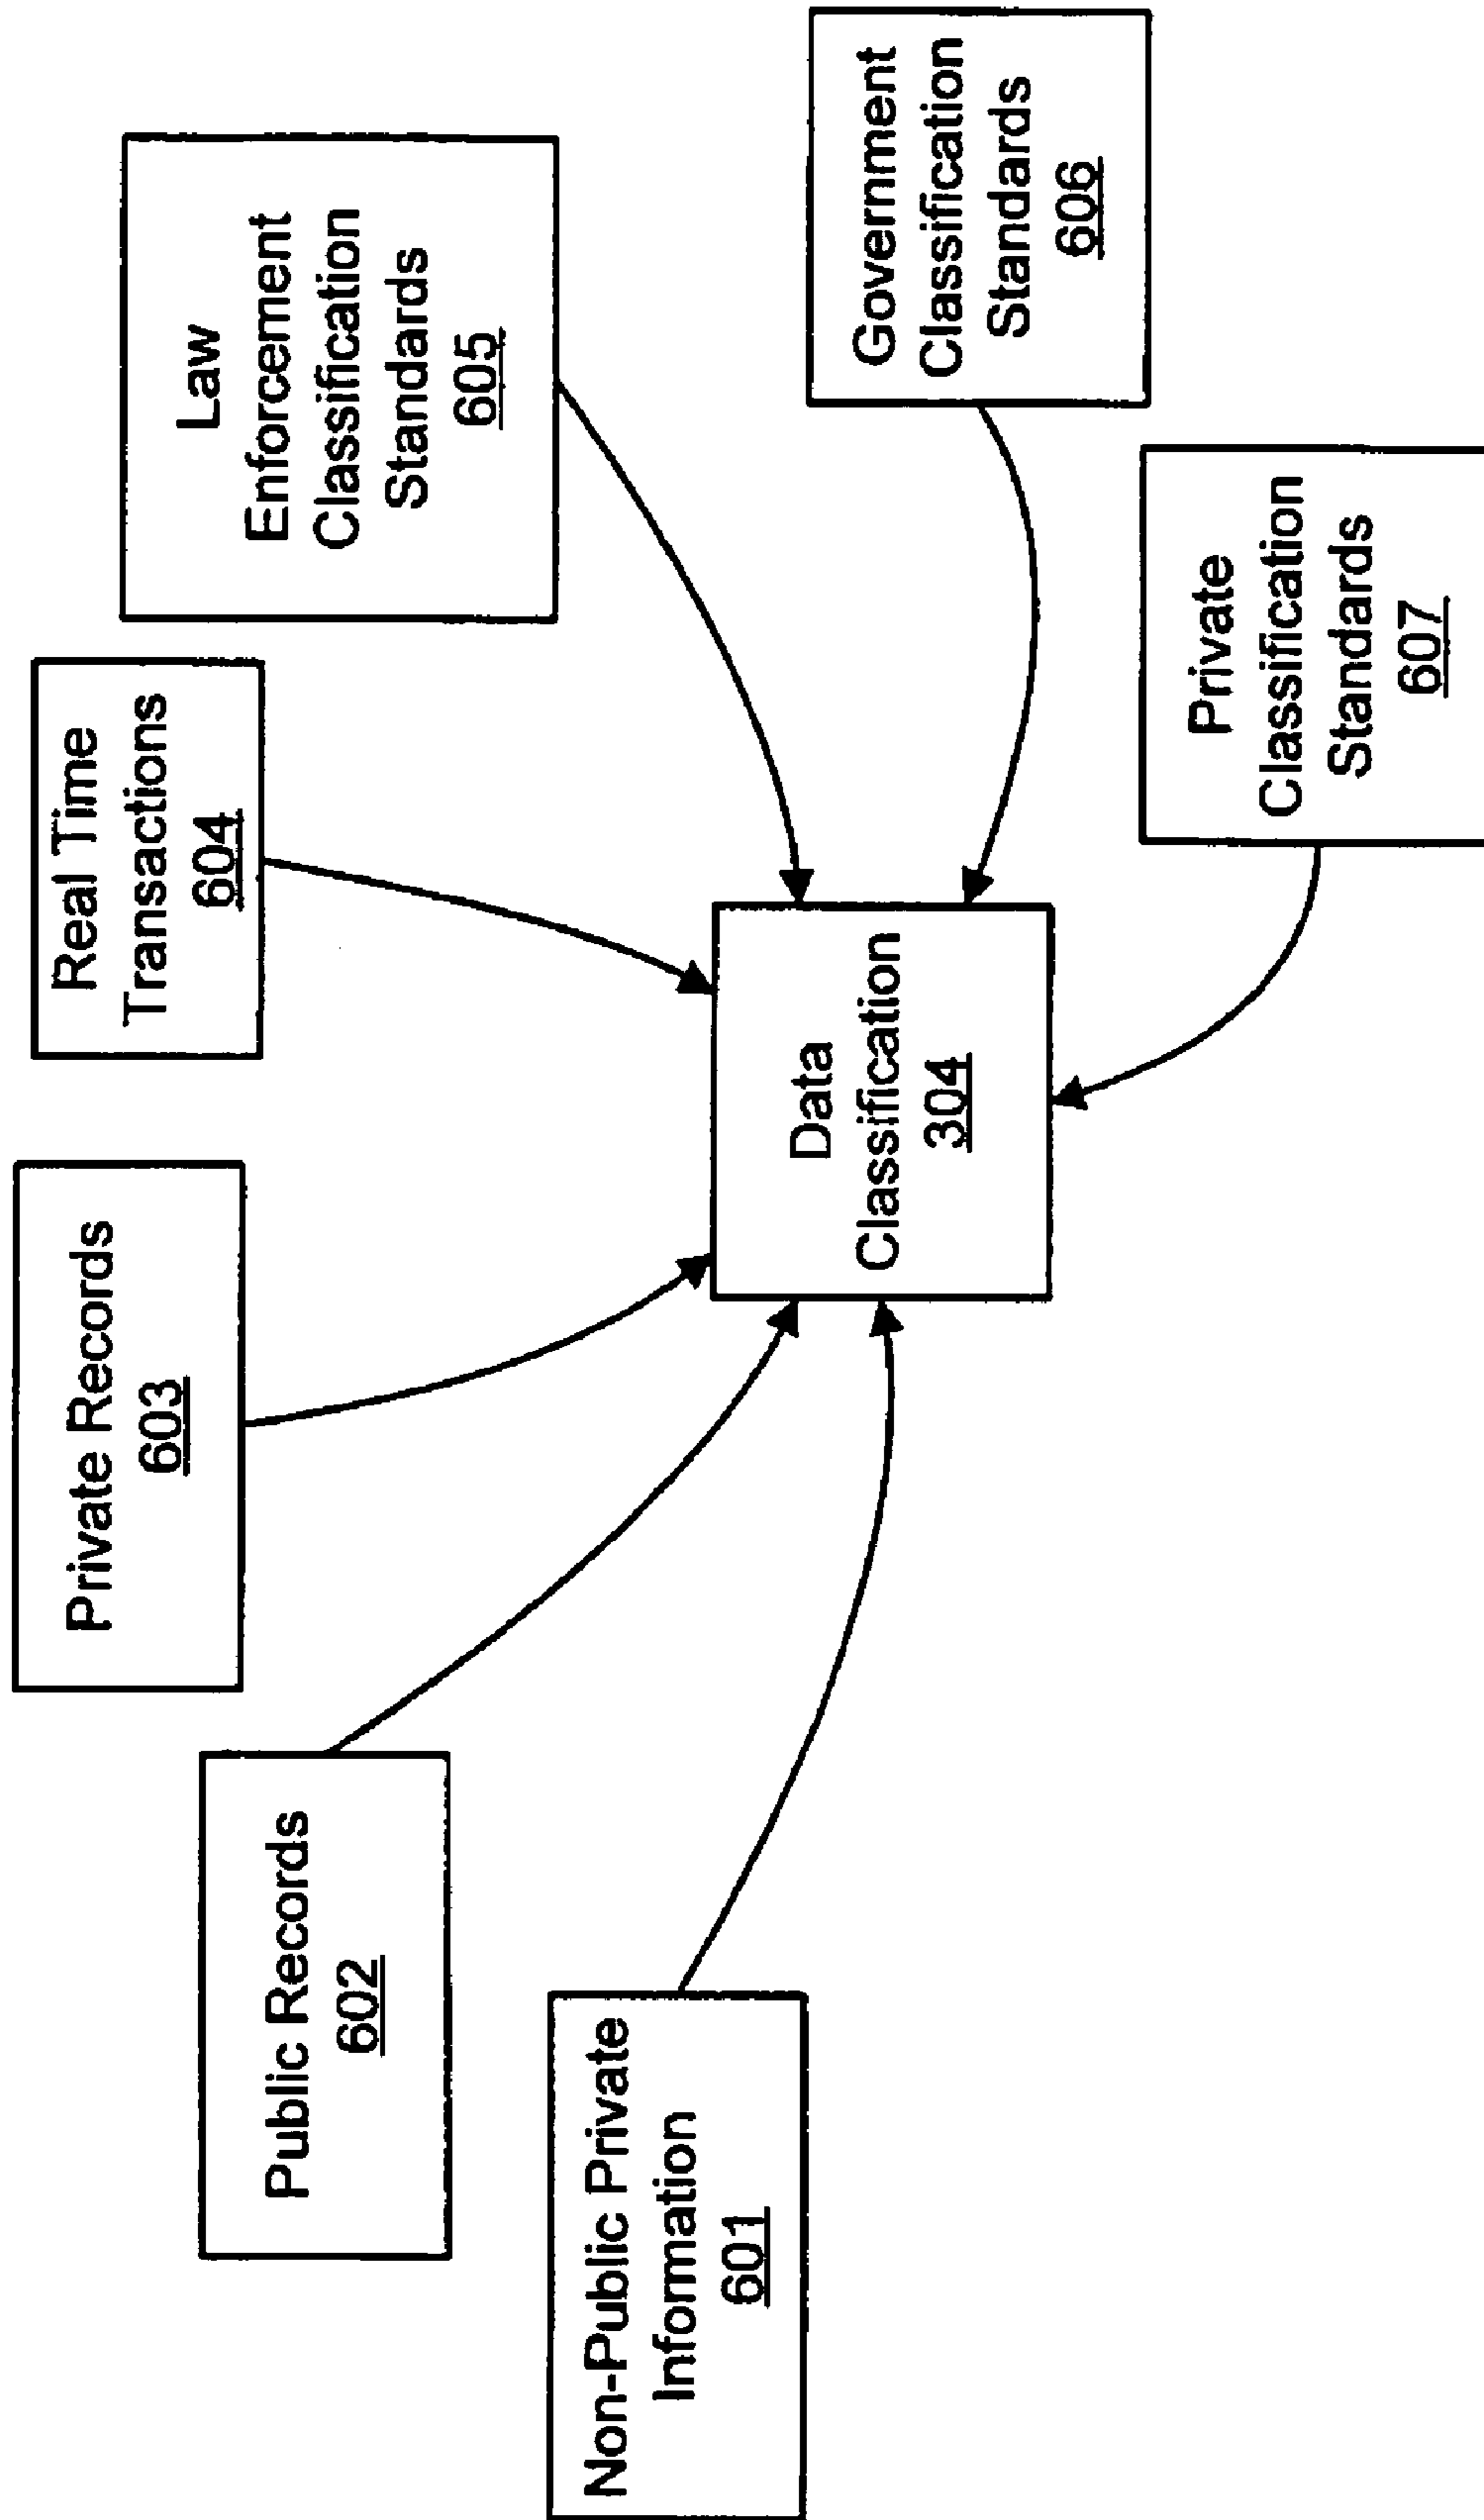 Non-Public Private
Information
601
Public Records
602
Private Records
603
Real Time
Transactions
604
Law
Enforcement
Classification
Standards
605
Government
Classification
Standards
606
Private
Classification
Standards
607
Data
Classification
304